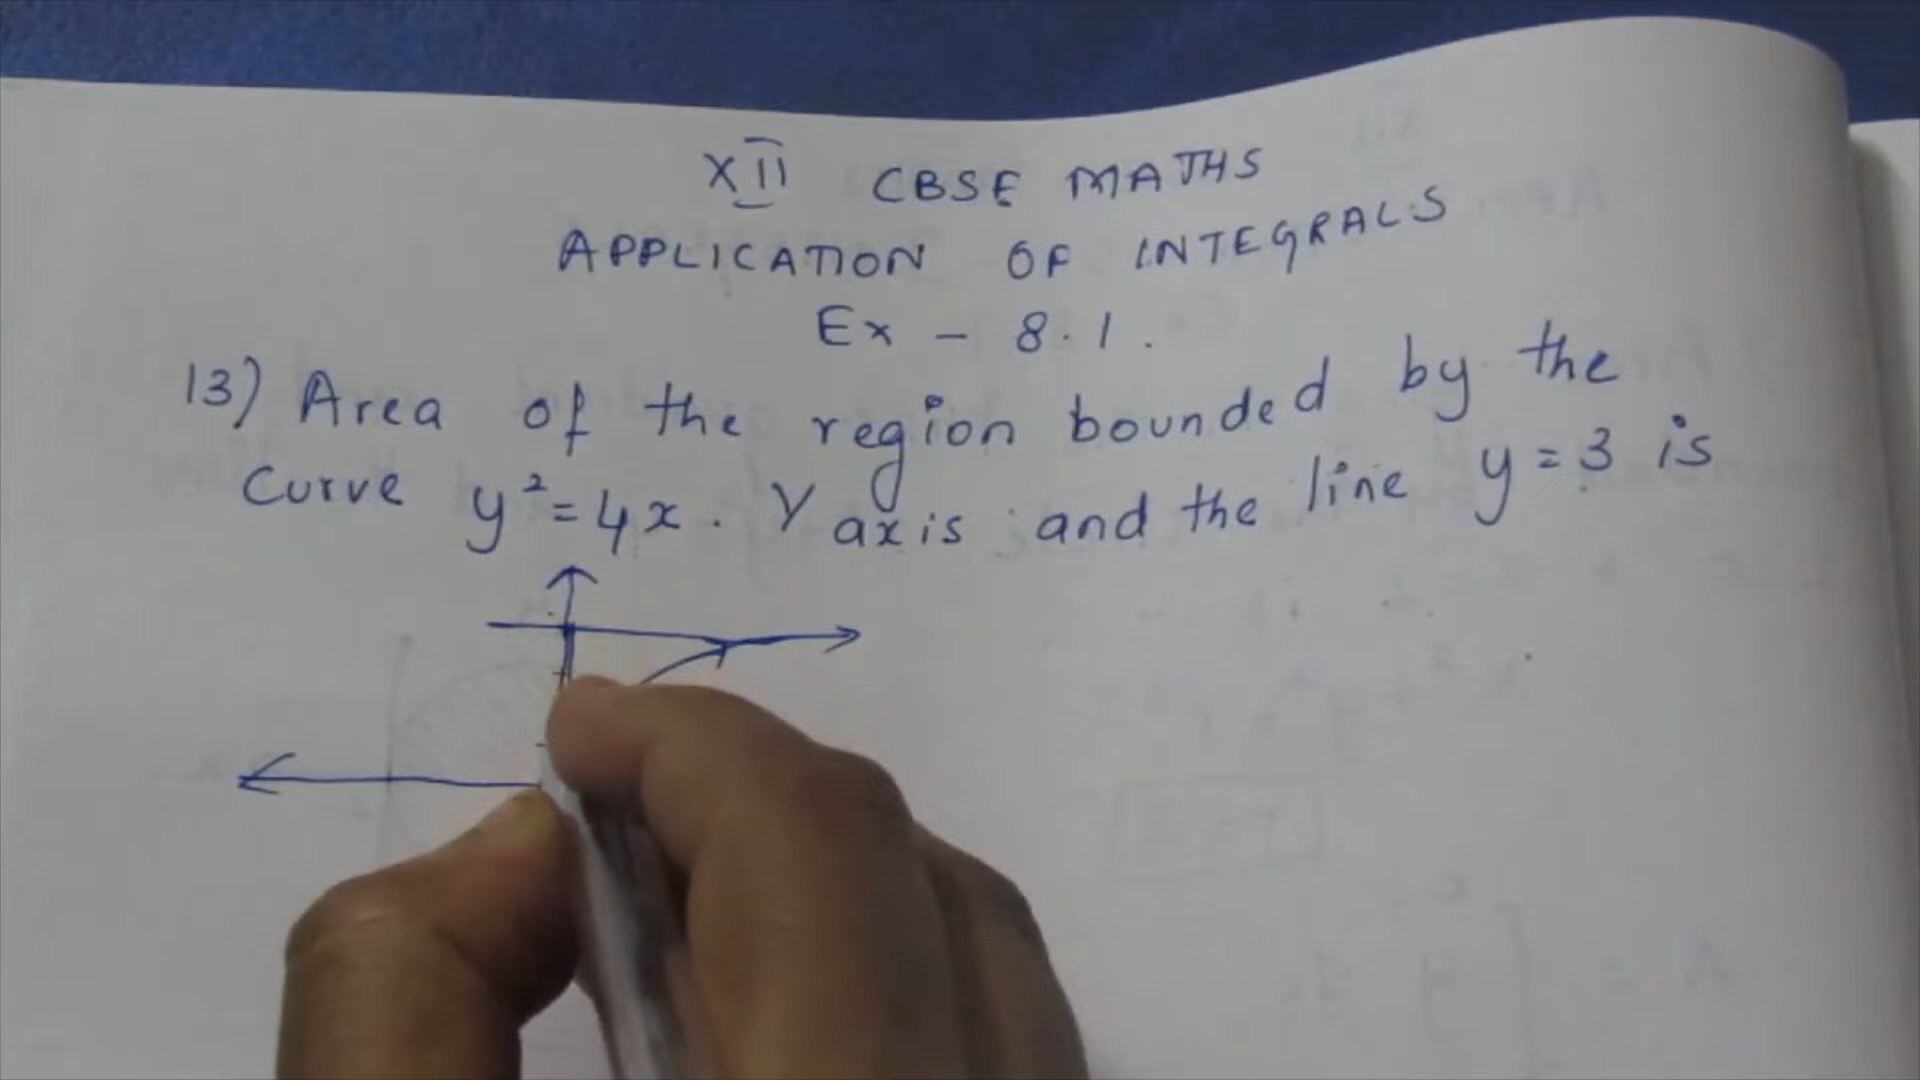 XII CBSE MATHS
APPLICATION OF INTEGRALS
Ex - 8.1.
13) Area of the region bounded by the
Curve y²=4x. Y axis and the line y=3 is